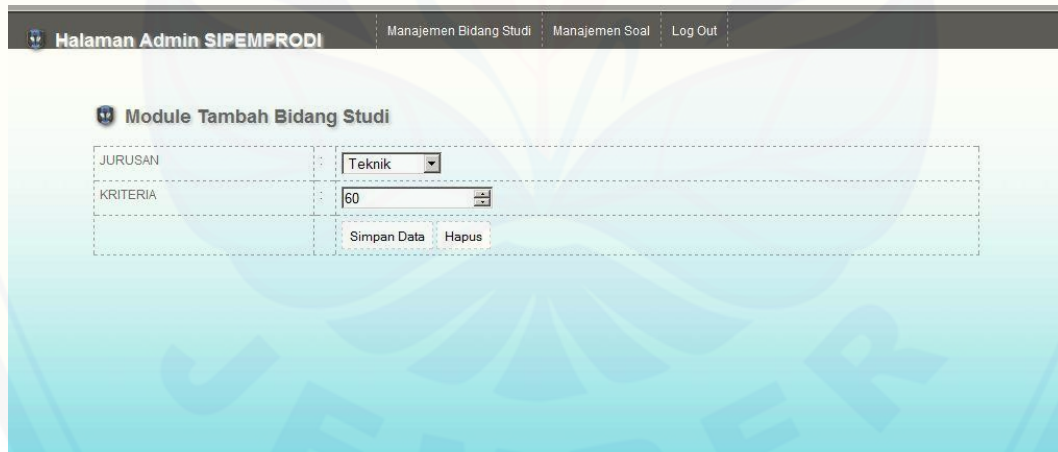 Halaman Admin SIPEMPRODI
Manajemen Bidang Studi Manajemen Soal Log Out
Module Tambah Bidang Studi
JURUSAN : Teknik
KRITERIA : 60
Simpan Data Hapus